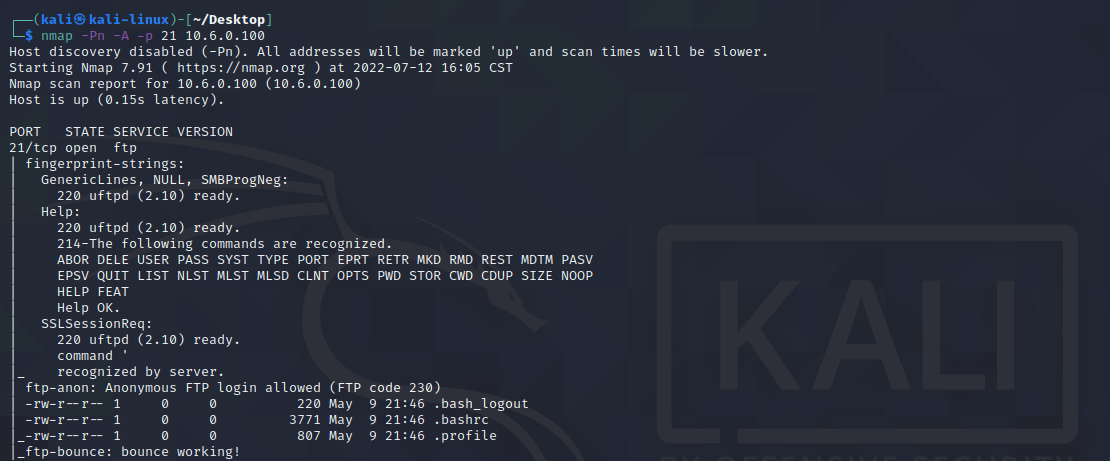 ┌──(kali㉿kali-linux)-[~/Desktop]
└─$ nmap -Pn -A -p 21 10.6.0.100
Host discovery disabled (-Pn). All addresses will be marked 'up' and scan times will be slower.
Starting Nmap 7.91 ( https://nmap.org ) at 2022-07-12 16:05 CST
Nmap scan report for 10.6.0.100 (10.6.0.100)
Host is up (0.15s latency).
PORT   STATE SERVICE VERSION
21/tcp open  ftp
| fingerprint-strings:
|   GenericLines, NULL, SMBProgNeg:
|     220 uftpd (2.10) ready.
|   Help:
|     220 uftpd (2.10) ready.
|     214-The following commands are recognized.
|     ABOR DELE USER PASS SYST TYPE PORT EPRT RETR MKD RMD REST MDTM PASV
|     EPSV QUIT LIST NLST MLST MLSD CLNT OPTS PWD STOR CWD CDUP SIZE NOOP
|     HELP FEAT
|     Help OK.
|   SSLSessionReq:
|     220 uftpd (2.10) ready.
|     command '
|_    recognized by server.
| ftp-anon: Anonymous FTP login allowed (FTP code 230)
| -rw-r--r-- 1     0     0          220 May  9 21:46 .bash_logout
| -rw-r--r-- 1     0     0         3771 May  9 21:46 .bashrc
|_-rw-r--r-- 1     0     0          807 May  9 21:46 .profile
|_ftp-bounce: bounce working!
KALI
BY OFFENSIVE SECURITY